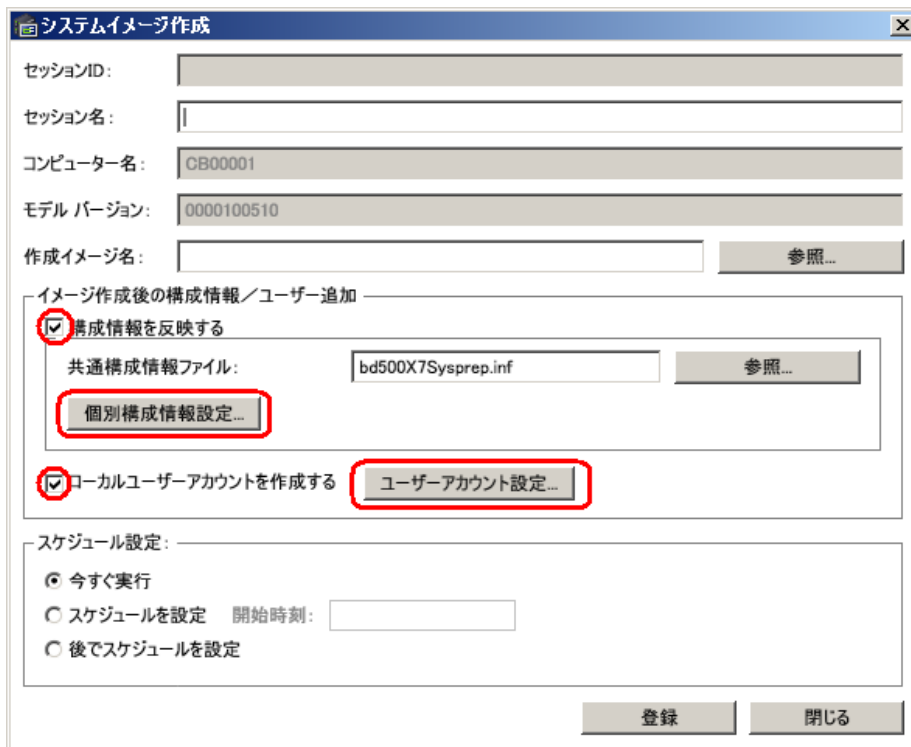 システムイメージ作成
セッションID:
セッション名:
コンピューター名: CB00001
モデル バージョン: 0000100510
作成イメージ名: 参照...
イメージ作成後の構成情報／ユーザー追加
構成情報を反映する
共通構成情報ファイル: bd500X7Sysprep.inf 参照...
個別構成情報設定...
ローカルユーザーアカウントを作成する ユーザーアカウント設定...
スケジュール設定:
今すぐ実行
スケジュールを設定 開始時刻:
後でスケジュールを設定
登録 閉じる